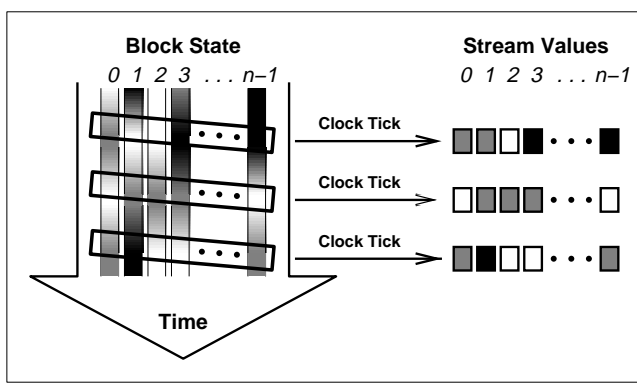 Block State
0 1 2 3 . . . n–1
Stream Values
0 1 2 3 . . . n–1
Clock Tick
Clock Tick
Clock Tick
Time